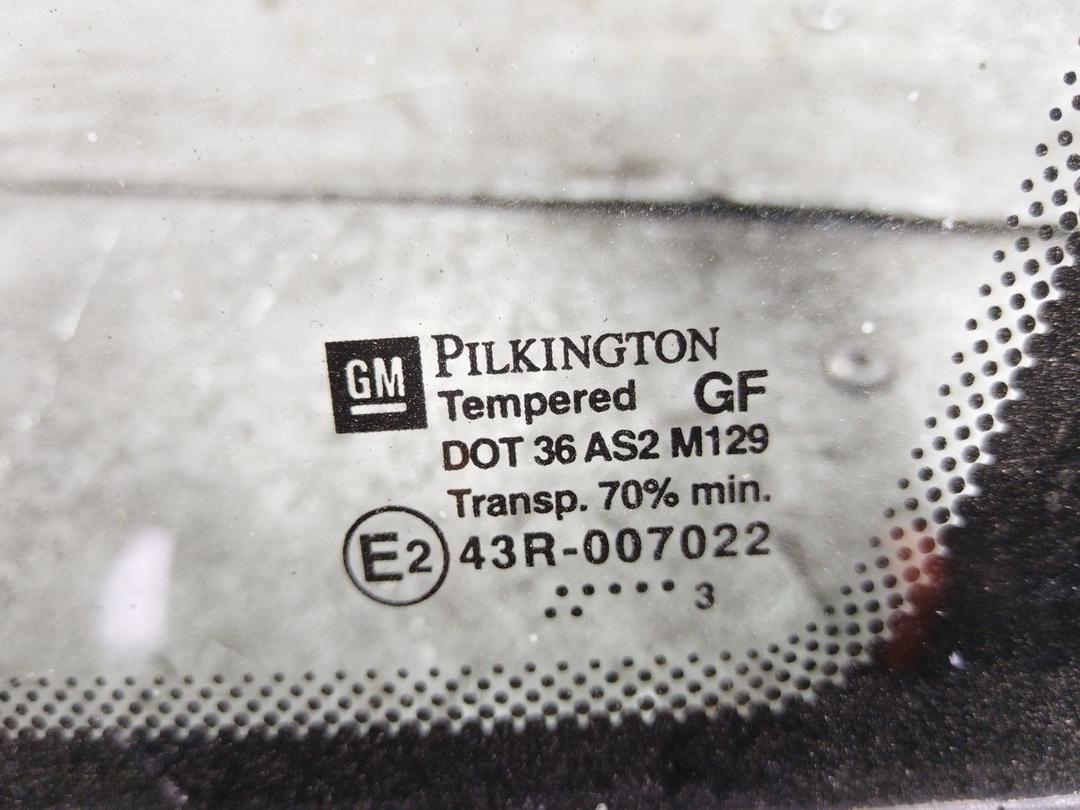 GM PILKINGTON
Tempered GF
DOT 36 AS2 M129
Transp. 70% min.
E2 43R-007022
3